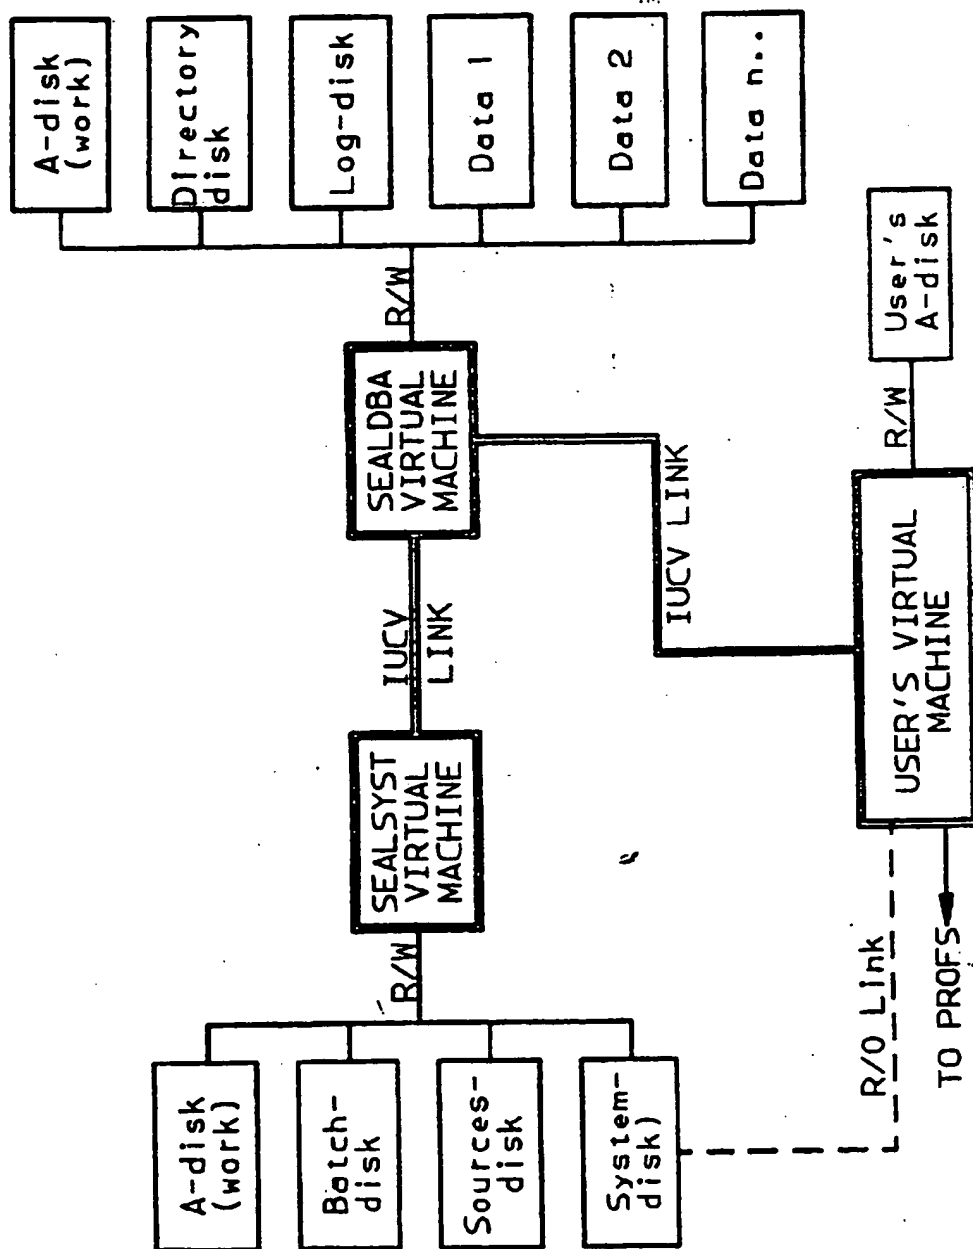 A-disk
(work)
Batch-
disk
Sources-
disk
System-
disk)
R/W
SEALSYST
VIRTUAL
MACHINE
IUCV
LINK
SEALDBA
VIRTUAL
MACHINE
R/W
A-disk
(work)
Directory
disk
Log-disk
Data 1
Data 2
Data n..
IUCV LINK
R/O Link
TO PROFS
USER'S VIRTUAL
MACHINE
R/W
User's
A-disk